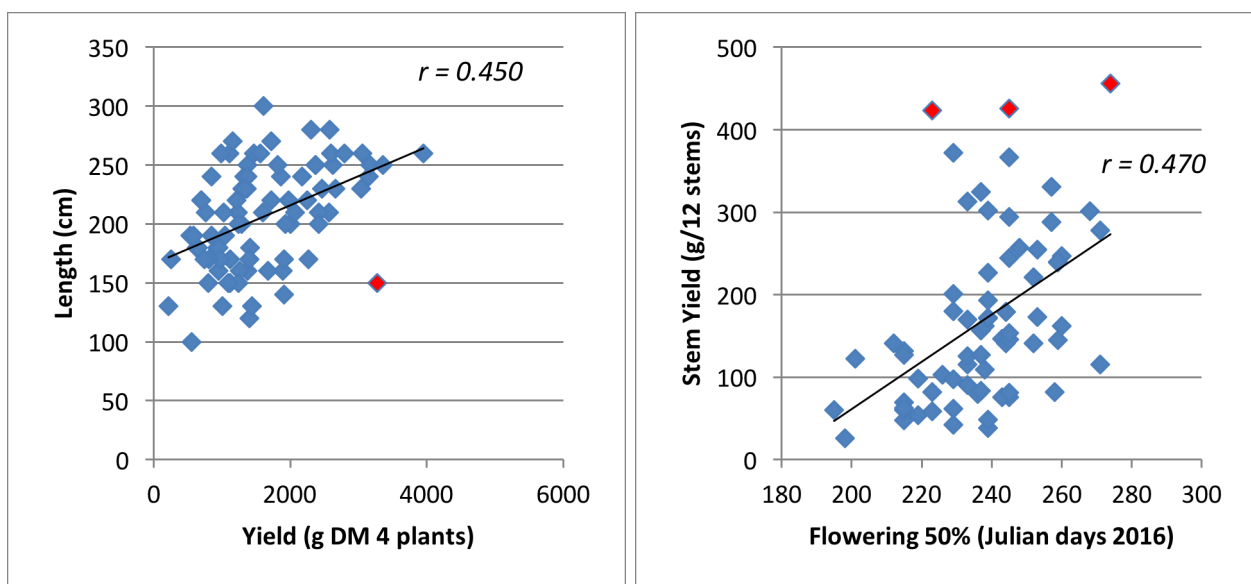 350
300
250
200
150
100
50
0
0 2000 4000 6000
Length (cm)
Yield (g DM 4 plants)
r = 0.450
500
400
300
200
100
0
180 200 220 240 260 280 300
Stem Yield (g/12 stems)
Flowering 50% (Julian days 2016)
r = 0.470